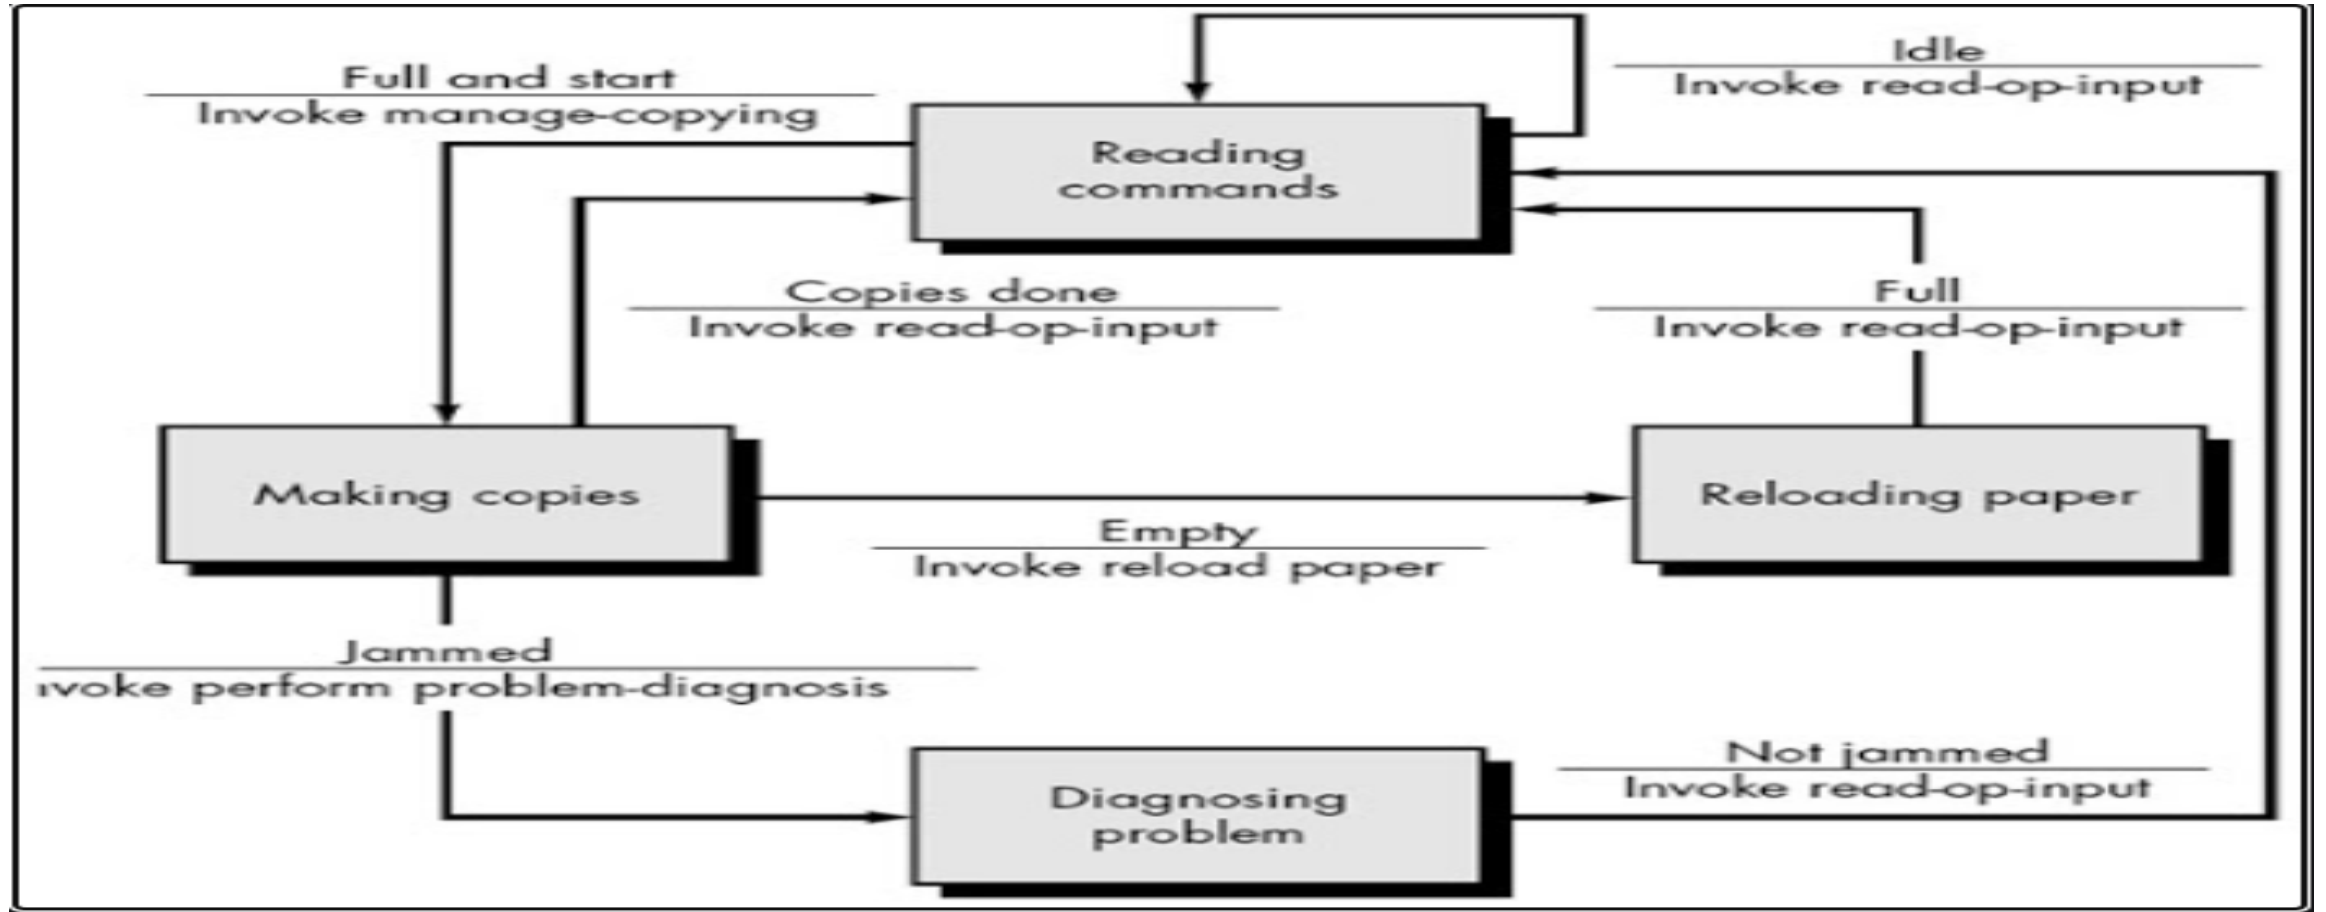 Idle
Invoke read-op-input
Full and start
Invoke manage-copying
Reading
commands
Copies done
Invoke read-op-input
Full
Invoke read-op-input
Making copies
Reloading paper
Empty
Invoke reload paper
Jammed
nvoke perform problem-diagnosis
Not jammed
Invoke read-op-input
Diagnosing
problem